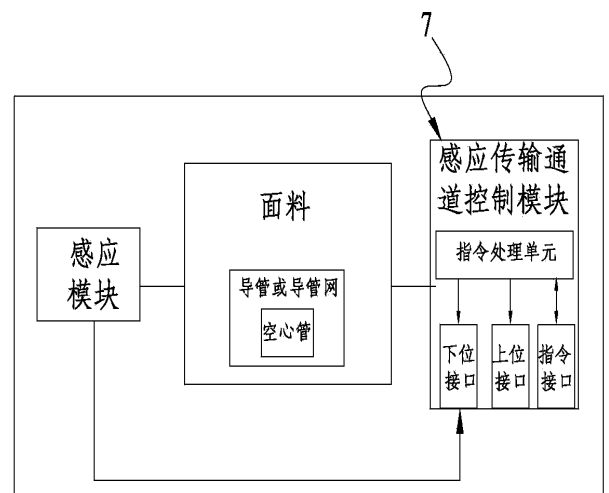 7
感应传输通
道控制模块
面料
指令处理单元
感应
模块
导管或导管网
空心管
下位
接口
上位
接口
指令
接口